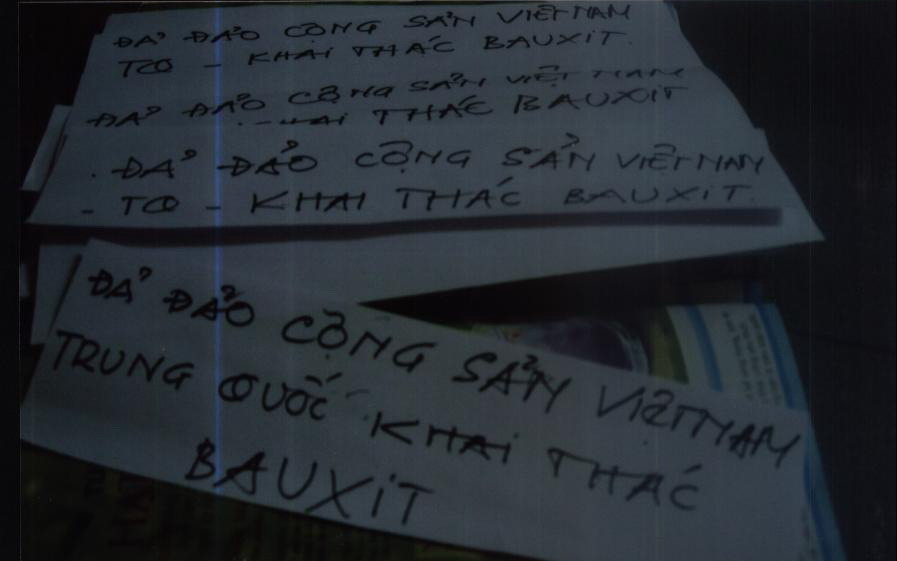 ĐẢ ĐẢO CỘNG SẢN VIỆT NAM
TQ - KHAI THÁC BAUXIT.
ĐẢ ĐẢO CỘNG SẢN VIỆT NAM
KHAI THÁC BAUXIT
ĐẢ ĐẢO CỘNG SẢN VIỆT NAM
- TQ - KHAI THÁC BAUXIT.
ĐẢ ĐẢO CỘNG SẢN VIỆT NAM
TRUNG QUỐC KHAI THÁC
BAUXIT